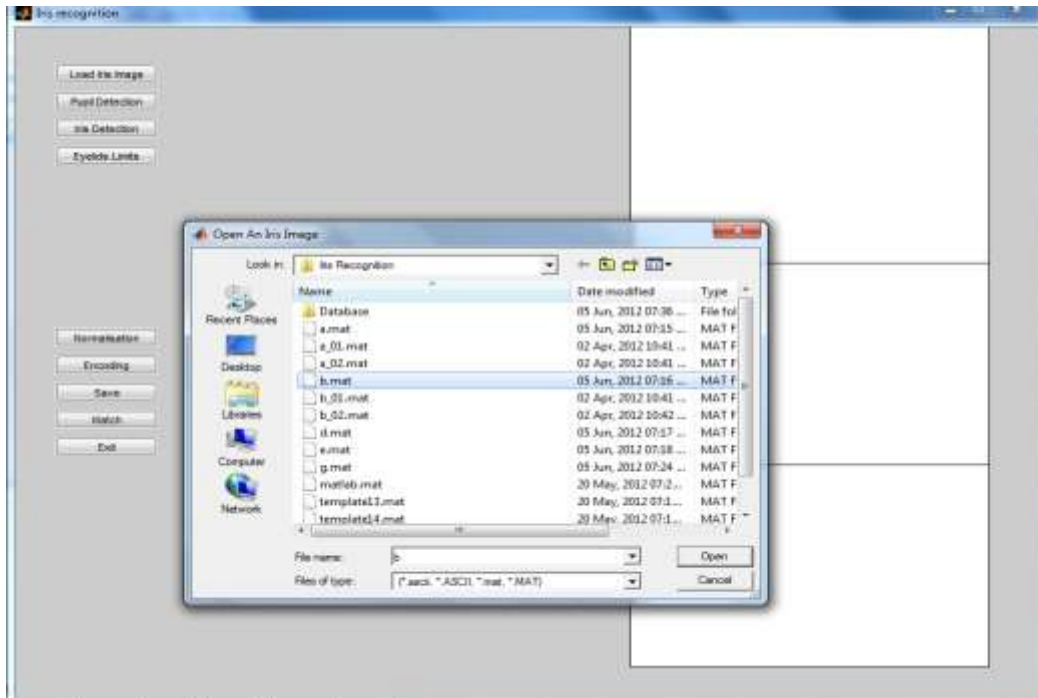 Iris recognition
Load Iris Image
Pupil Detection
Iris Detection
Eyelids Limits
Normalisation
Encoding
Save
Match
Exit
Open An Iris Image
Look in: Iris Recognition
Name Date modified Type
Recent Places
Desktop
Libraries
Computer
Network
Database 05 Jun, 2012 07:36 ... File fol
a.mat 05 Jun, 2012 07:15 ... MAT F
a_01.mat 02 Apr, 2012 10:41 ... MAT F
a_02.mat 02 Apr, 2012 10:41 ... MAT F
b.mat 05 Jun, 2012 07:16 ... MAT F
b_01.mat 02 Apr, 2012 10:41 ... MAT F
b_02.mat 02 Apr, 2012 10:42 ... MAT F
d.mat 05 Jun, 2012 07:17 ... MAT F
e.mat 05 Jun, 2012 07:18 ... MAT F
g.mat 05 Jun, 2012 07:24 ... MAT F
matlab.mat 20 May, 2012 07:2... MAT F
template13.mat 20 May, 2012 07:1... MAT F
template14.mat 20 May, 2012 07:1... MAT F
File name: b Open
Files of type: (*.ascii, *.ASCII, *.mat, *.MAT) Cancel